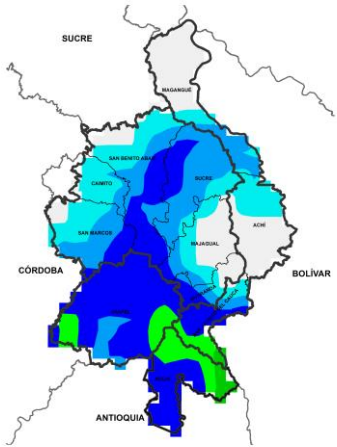 SUCRE
MAGANGUÉ
SAN BENITO ABAD
CAIMITO
SUCRE
SAN MARCOS
ACHÍ
MAJAGUAL
CÓRDOBA
BOLÍVAR
ANTIOQUIA